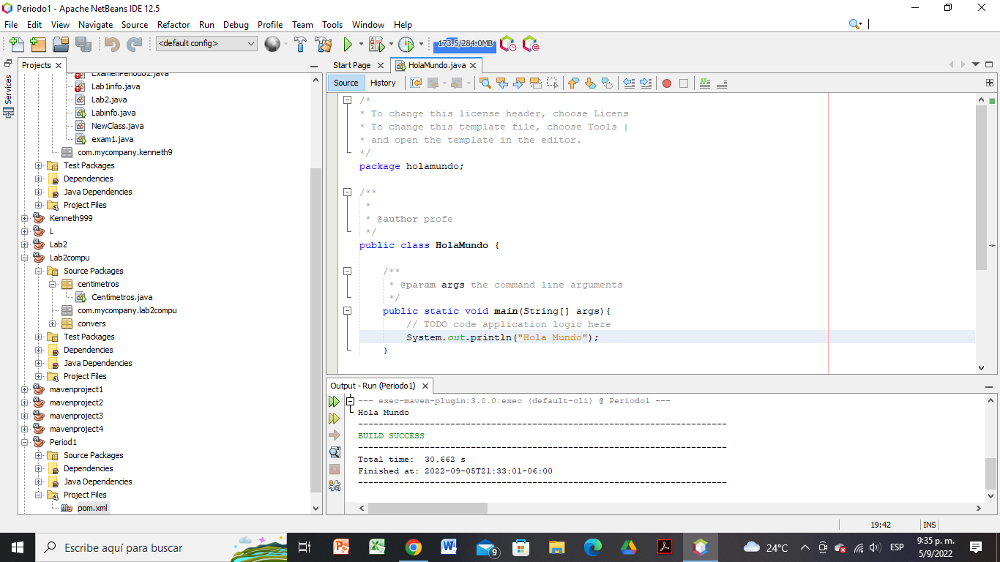 Periodo1 - Apache NetBeans IDE 12.5
File Edit View Navigate Source Refactor Run Debug Profile Team Tools Window Help
<default config>
173.5/284.0MB
Services
Projects
ExamenPeriodo2.java
Lab1info.java
Lab2.java
Labinfo.java
NewClass.java
exam1.java
com.mycompany.kenneth9
Test Packages
Dependencies
Java Dependencies
Project Files
Kenneth999
L
Lab2
Lab2compu
Source Packages
centimetros
Centimetros.java
com.mycompany.lab2compu
convers
Test Packages
Dependencies
Java Dependencies
Project Files
mavenproject1
mavenproject2
mavenproject3
mavenproject4
Period1
Source Packages
Dependencies
Java Dependencies
Project Files
pom.xml
Start Page HolaMundo.java
Source History
/*
* To change this license header, choose Licens
* To change this template file, choose Tools |
* and open the template in the editor.
*/
package holamundo;
/**
*
* @author profe
*/
public class HolaMundo {
/**
* @param args the command line arguments
*/
public static void main(String[] args){
// TODO code application logic here
System.out.println("Hola Mundo");
}
Output - Run (Periodo1)
--- exec-maven-plugin:3.0.0:exec (default-cli) @ Periodo1 ---
Hola Mundo
------------------------------------------------------------------------
BUILD SUCCESS
------------------------------------------------------------------------
Total time:  30.662 s
Finished at: 2022-09-05T21:33:01-06:00
------------------------------------------------------------------------
19:42 INS
Escribe aquí para buscar
9
24°C
ESP
9:35 p. m.
5/9/2022